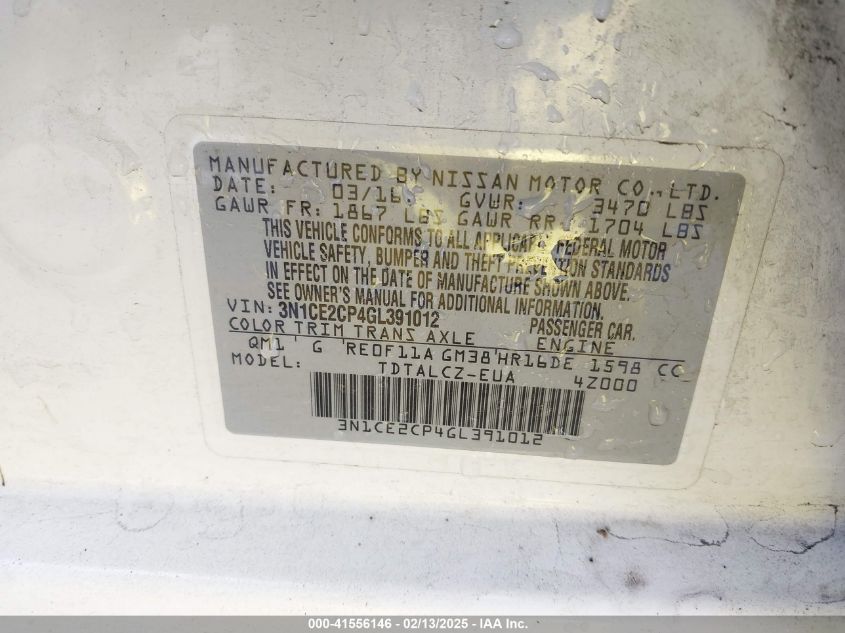 MANUFACTURED BY NISSAN MOTOR CO., LTD.
DATE: 03/16 GVWR: 3470 LBS
GAWR FR: 1867 LBS GAWR RR: 1704 LBS
THIS VEHICLE CONFORMS TO ALL APPLICABLE FEDERAL MOTOR
VEHICLE SAFETY, BUMPER AND THEFT PREVENTION STANDARDS
IN EFFECT ON THE DATE OF MANUFACTURE SHOWN ABOVE.
SEE OWNER'S MANUAL FOR ADDITIONAL INFORMATION.
VIN: 3N1CE2CP4GL391012 PASSENGER CAR.
COLOR TRIM TRANS AXLE ENGINE
QM1 G RE0F11A GM38 HR16DE 1598 CC
MODEL: TDTALCZ-EUA 4Z000
3N1CE2CP4GL391012
000-41556146 - 02/13/2025 - IAA, Inc.